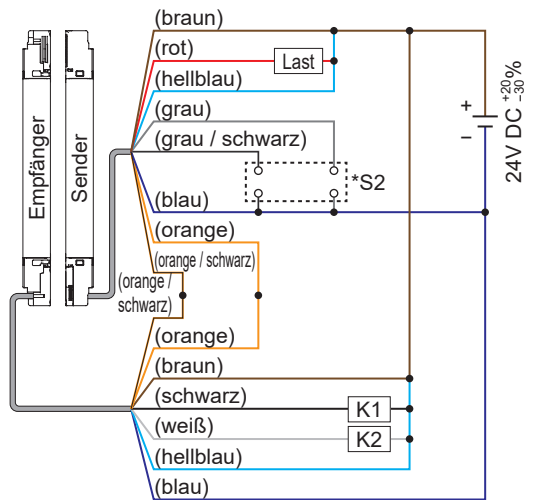 (braun)
(rot)
Last
(hellblau)
(grau)
(grau / schwarz)
*S2
(blau)
(orange)
(orange / schwarz)
(orange /
schwarz)
(orange)
(braun)
(schwarz)
K1
(weiß)
K2
(hellblau)
(blau)
Empfänger
Sender
+
−
24V DC +20 −30 %